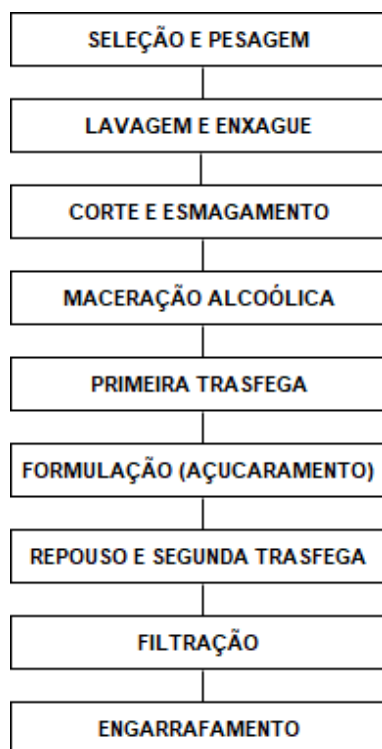 SELEÇÃO E PESAGEM
LAVAGEM E ENXAGUE
CORTE E ESMAGAMENTO
MACERAÇÃO ALCOÓLICA
PRIMEIRA TRASFEGA
FORMULAÇÃO (AÇUCARAMENTO)
REPOUSO E SEGUNDA TRASFEGA
FILTRAÇÃO
ENGARRAFAMENTO